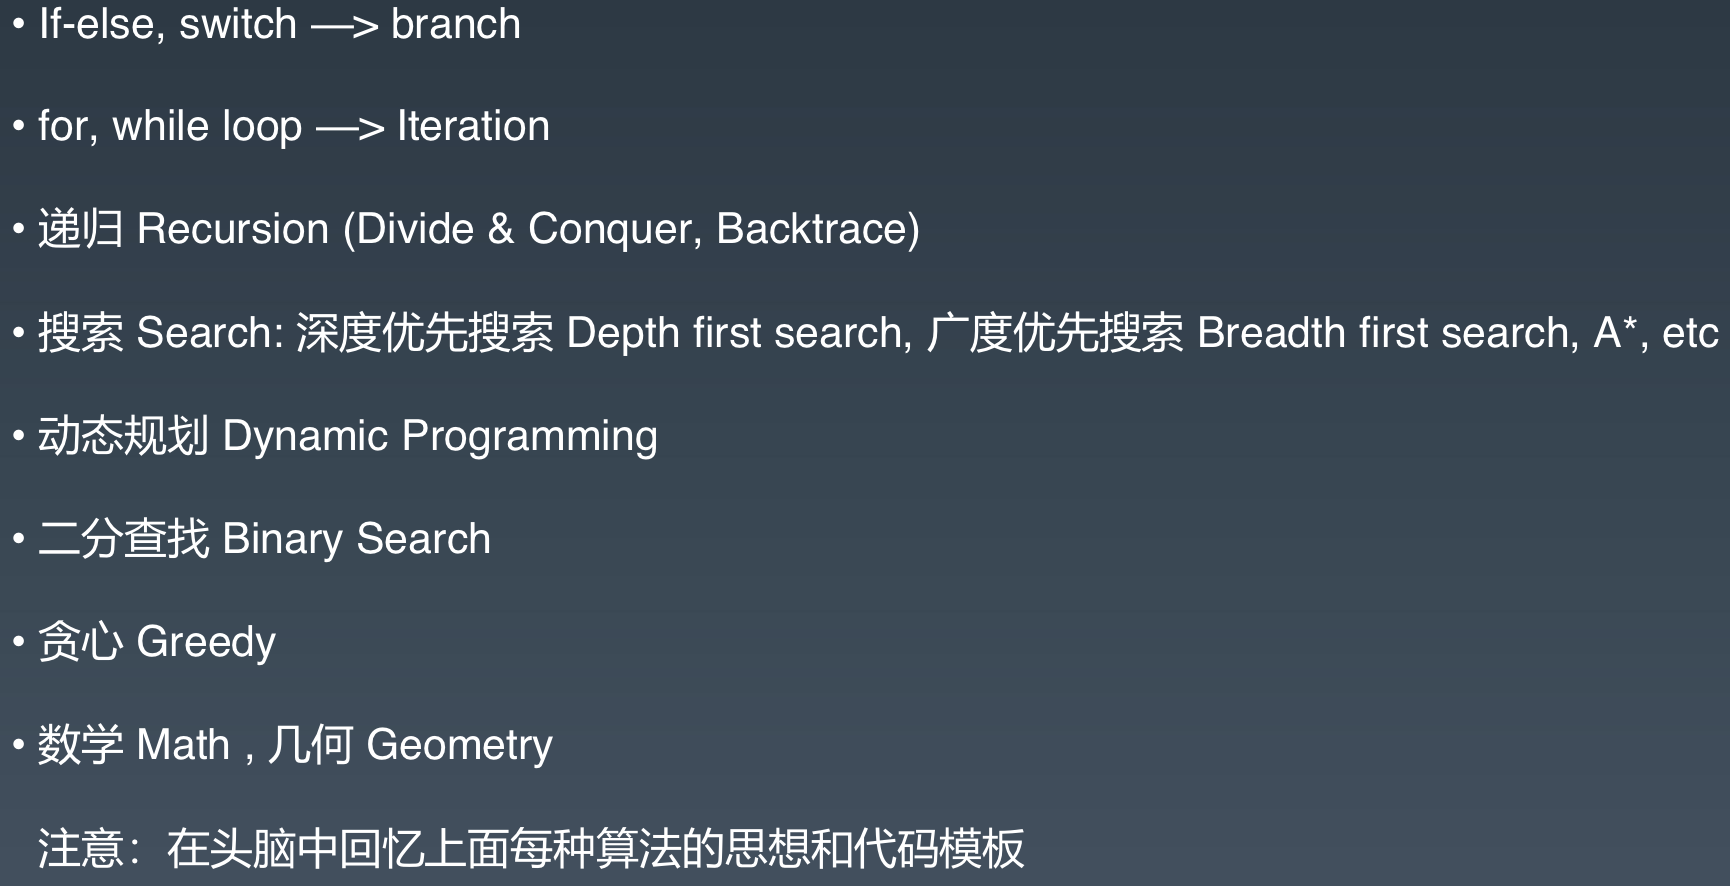 • If-else, switch —> branch
• for, while loop —> Iteration
• 递归 Recursion (Divide & Conquer, Backtrace)
• 搜索 Search: 深度优先搜索 Depth first search, 广度优先搜索 Breadth first search, A*, etc
• 动态规划 Dynamic Programming
• 二分查找 Binary Search
• 贪心 Greedy
• 数学 Math , 几何 Geometry
注意：在头脑中回忆上面每种算法的思想和代码模板